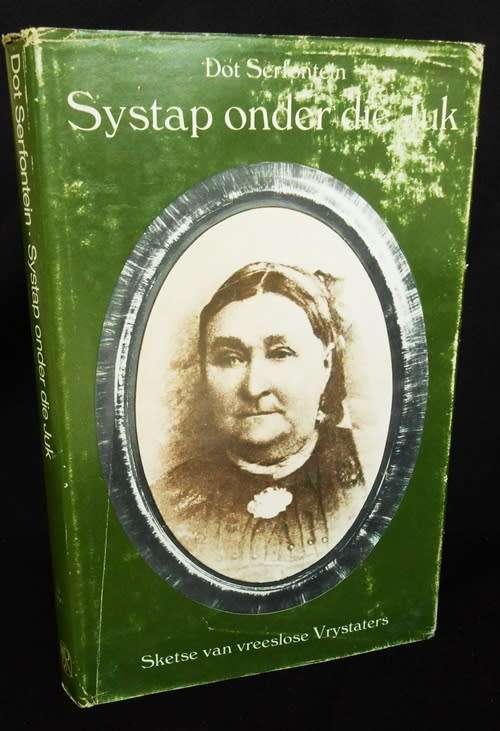 Dot Serfontein
Systap onder die Juk
Sketse van vreeslose Vrystaters
Dot Serfontein · Systap onder die Juk